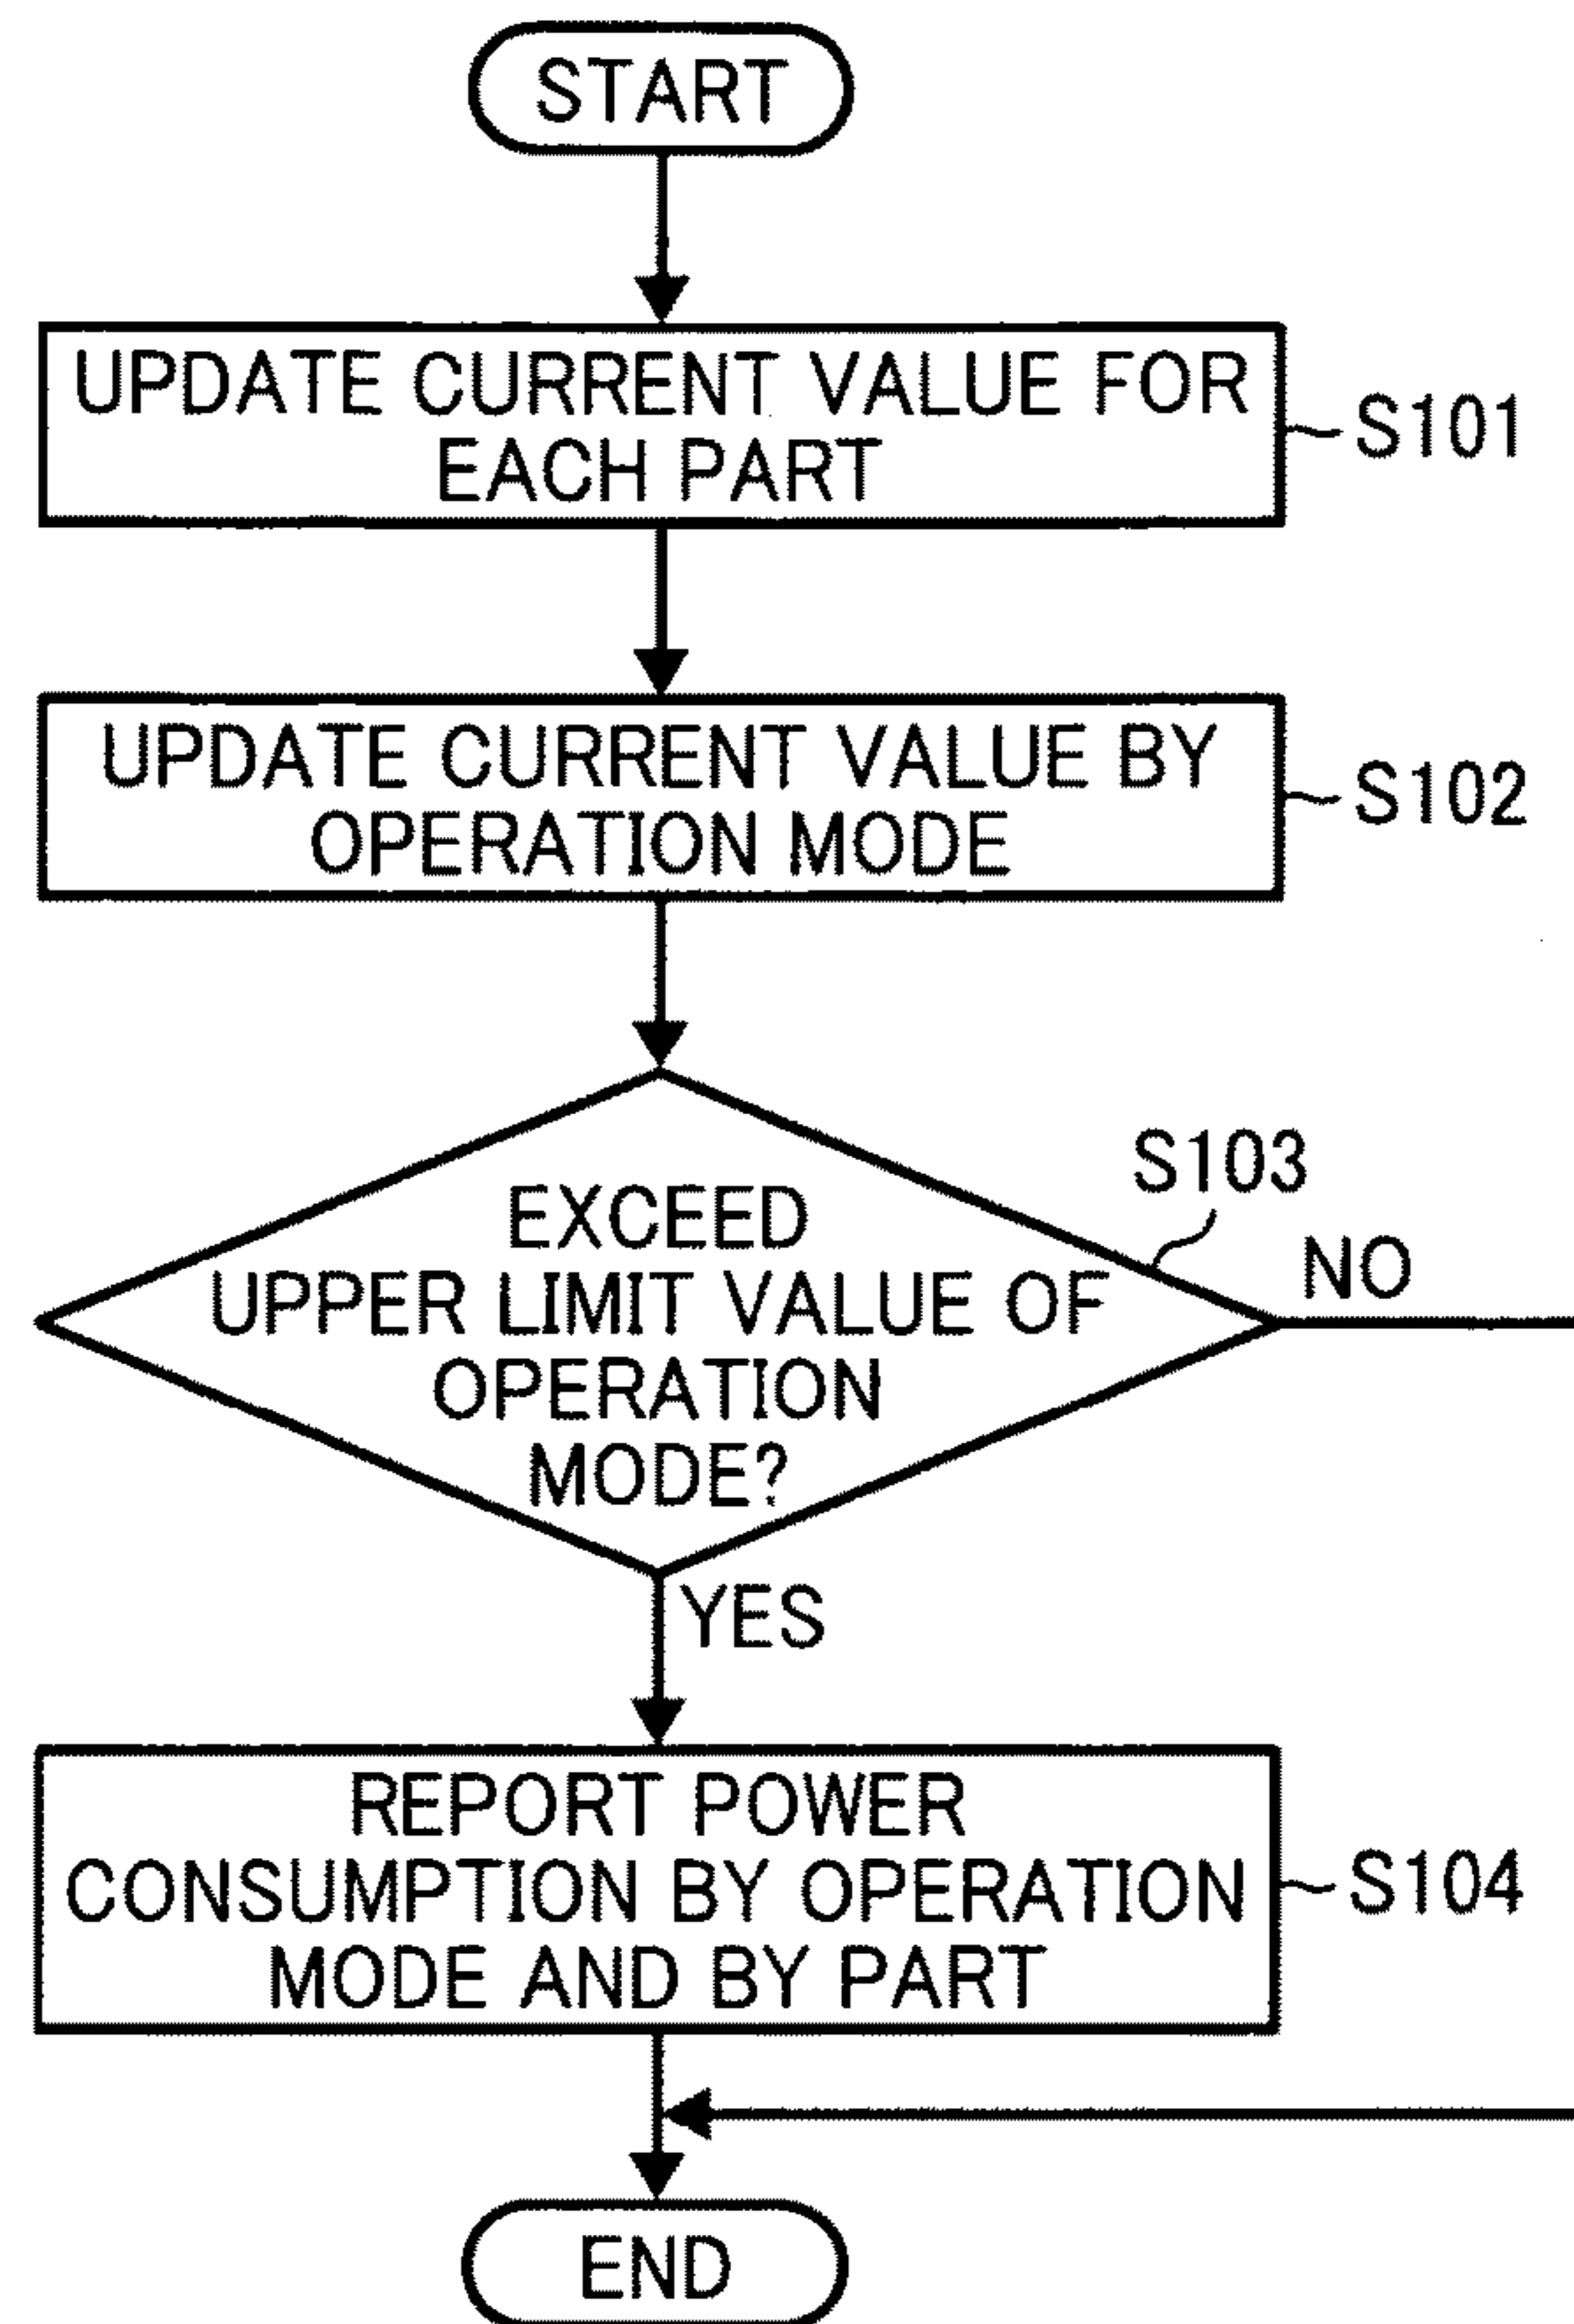 START
UPDATE CURRENT VALUE FOR
EACH PART
S101
UPDATE CURRENT VALUE BY
OPERATION MODE
S102
S103
EXCEED
UPPER LIMIT VALUE OF
OPERATION
MODE?
NO
YES
REPORT POWER
CONSUMPTION BY OPERATION
MODE AND BY PART
S104
END